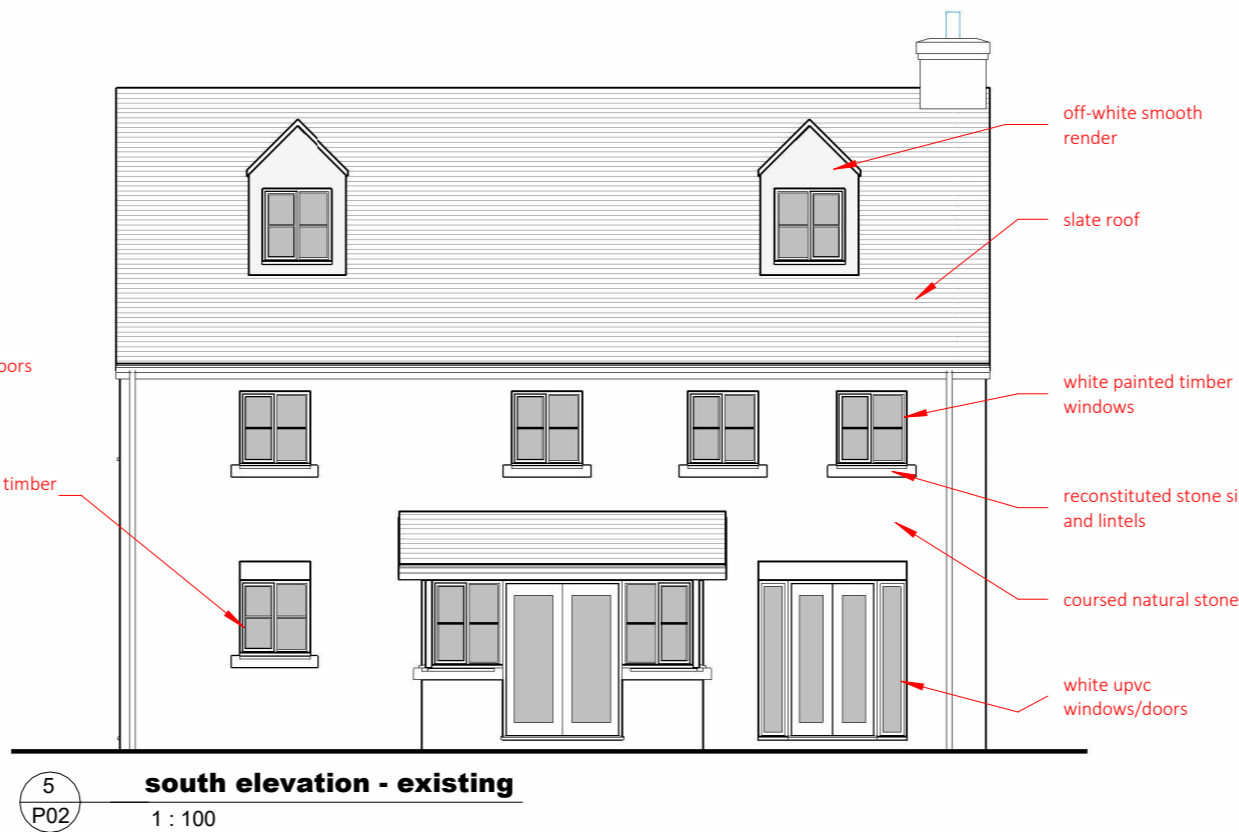 off-white smooth
render
slate roof
oors
white painted timber
windows
timber
reconstituted stone si
and lintels
coursed natural stone
white upvc
windows/doors
5
P02
south elevation - existing
1 : 100